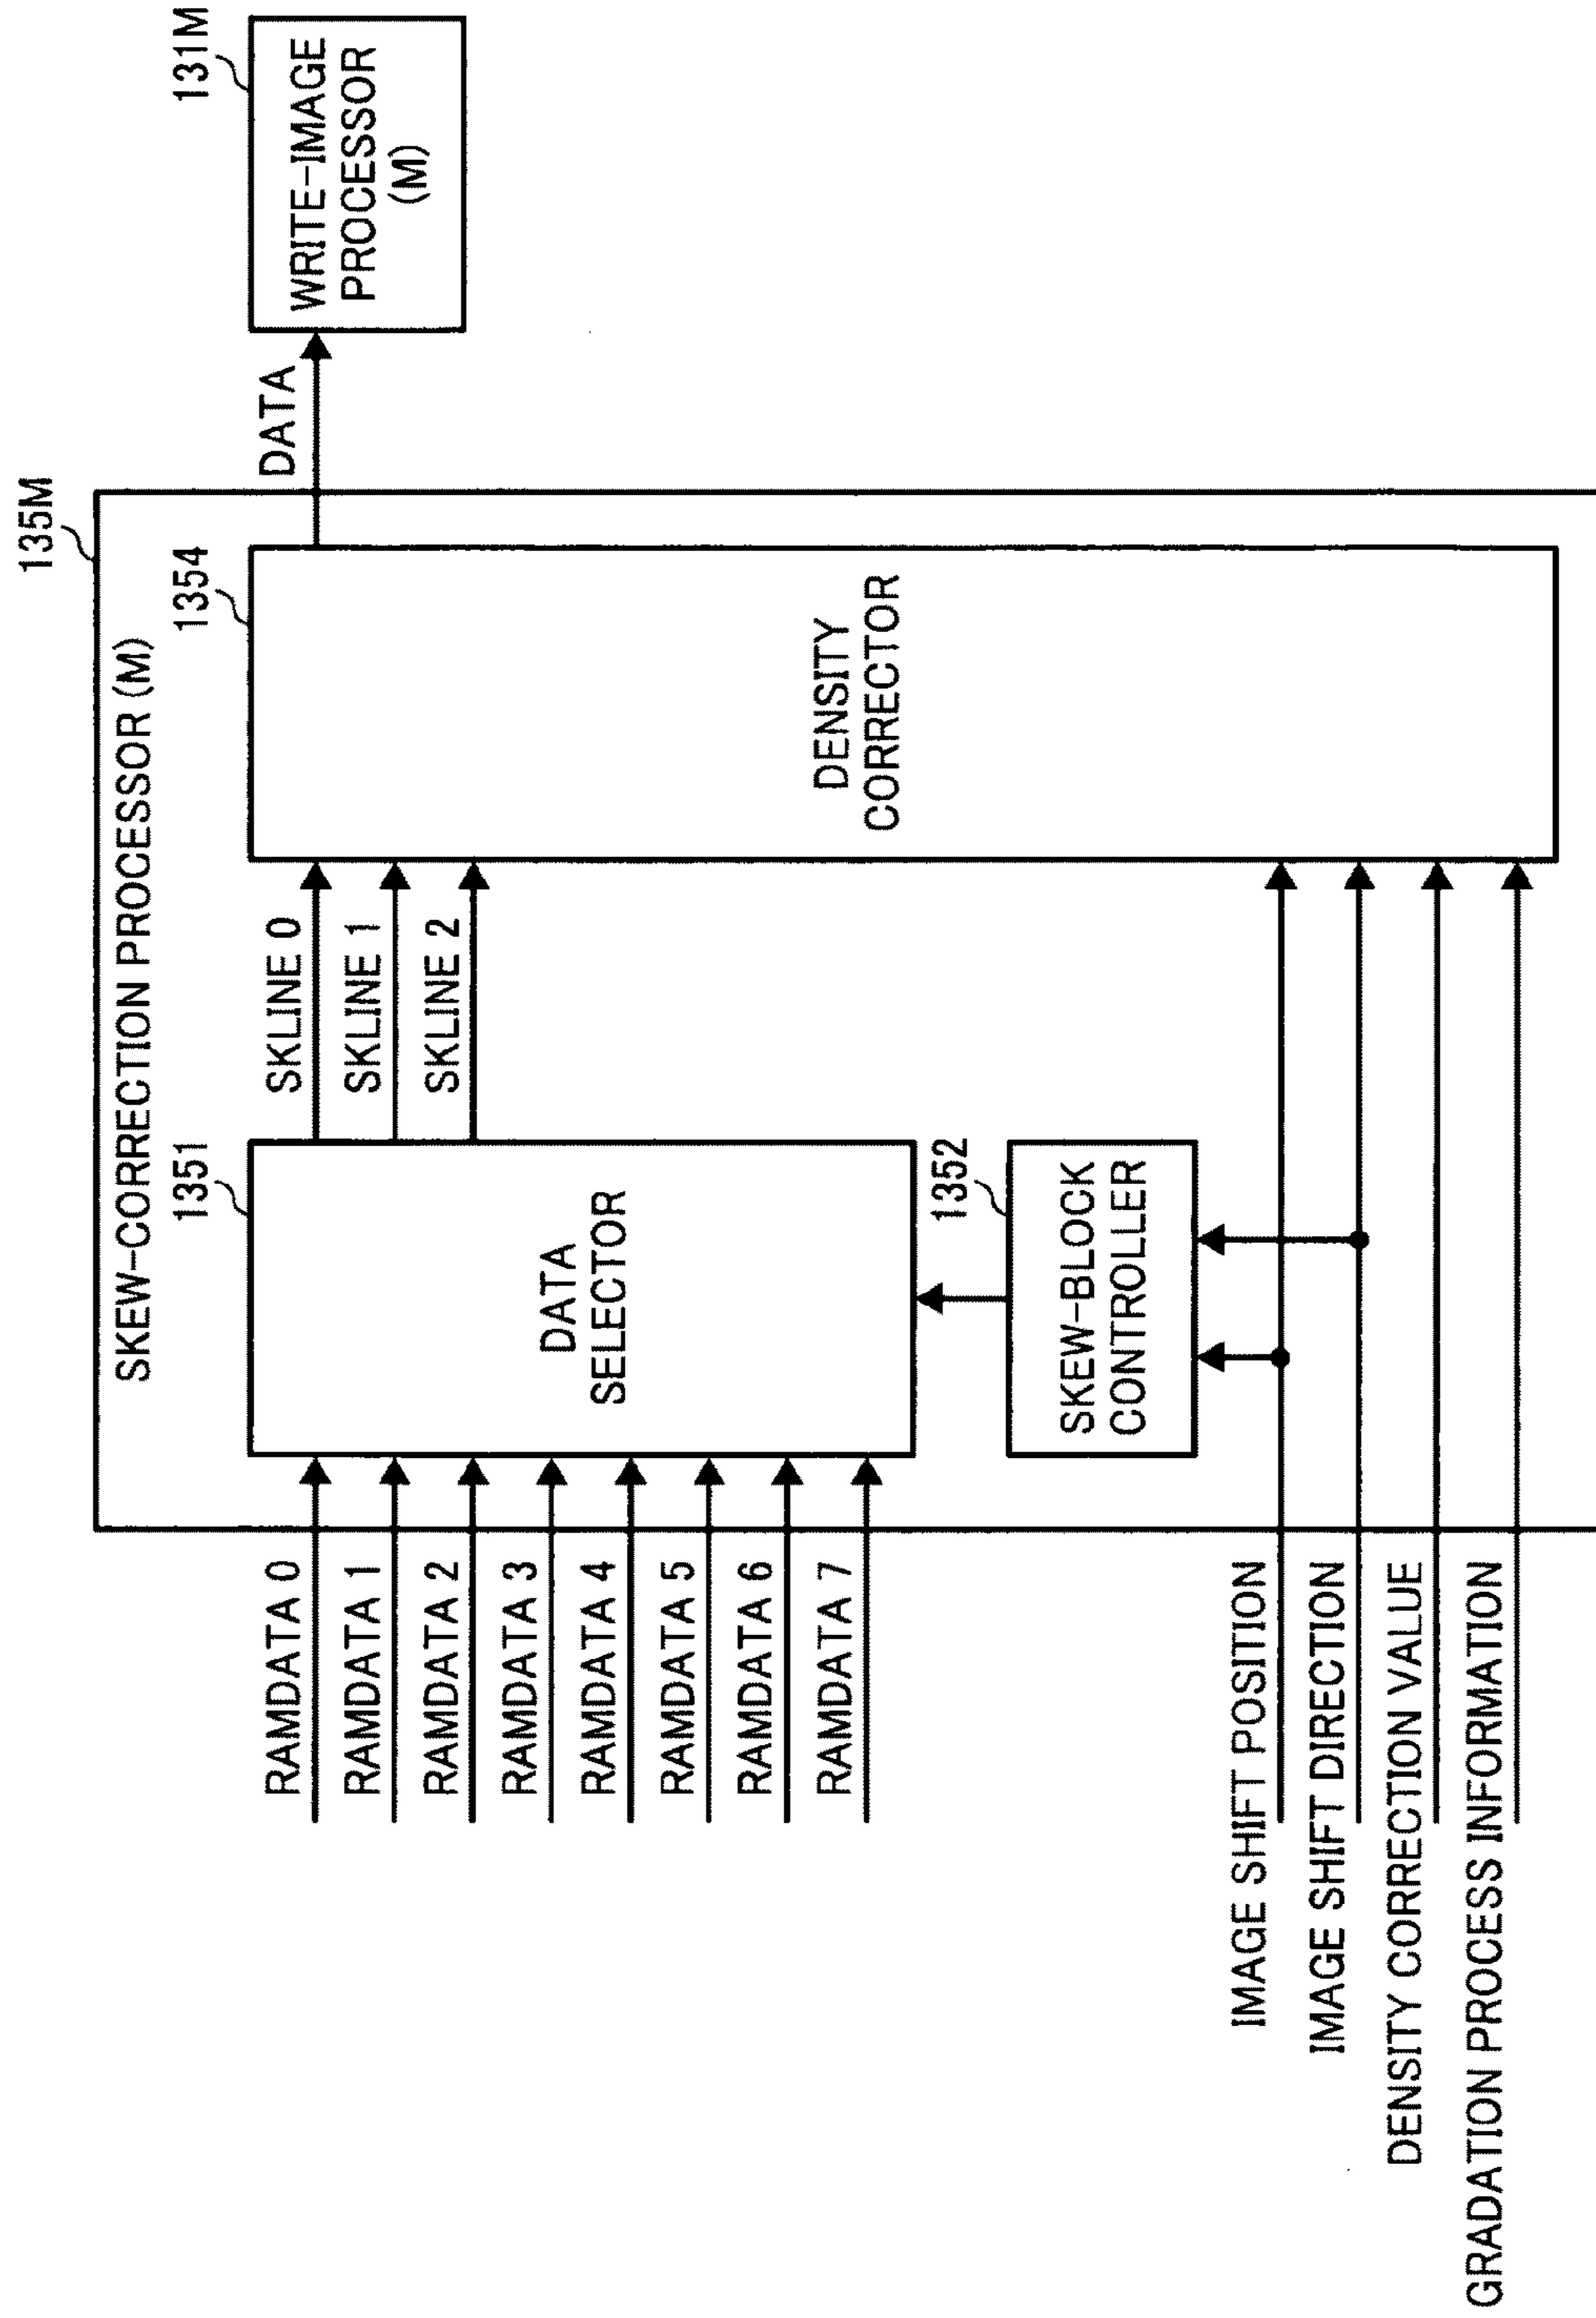 135M
SKEW-CORRECTION PROCESSOR (M)
1351
1354
131M
RAMDATA 0
RAMDATA 1
RAMDATA 2
RAMDATA 3
RAMDATA 4
RAMDATA 5
RAMDATA 6
RAMDATA 7
DATA
SELECTOR
SKLINE 0
SKLINE 1
SKLINE 2
DENSITY
CORRECTOR
DATA
WRITE-IMAGE
PROCESSOR
(M)
1352
SKEW-BLOCK
CONTROLLER
IMAGE SHIFT POSITION
IMAGE SHIFT DIRECTION
DENSITY CORRECTION VALUE
GRADATION PROCESS INFORMATION